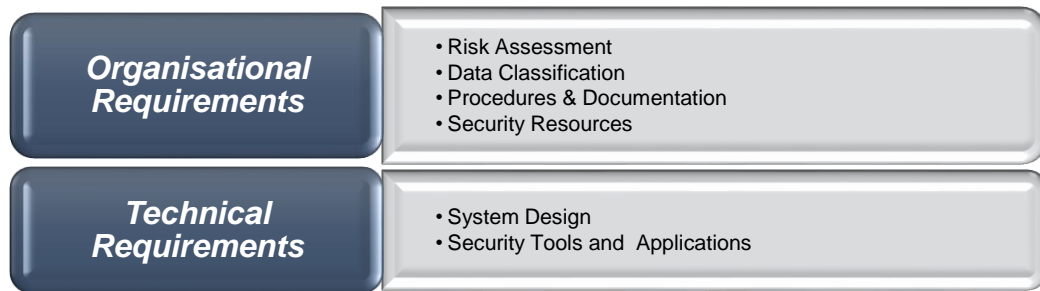 Organisational
Requirements
• Risk Assessment
• Data Classification
• Procedures & Documentation
• Security Resources
Technical
Requirements
• System Design
• Security Tools and  Applications